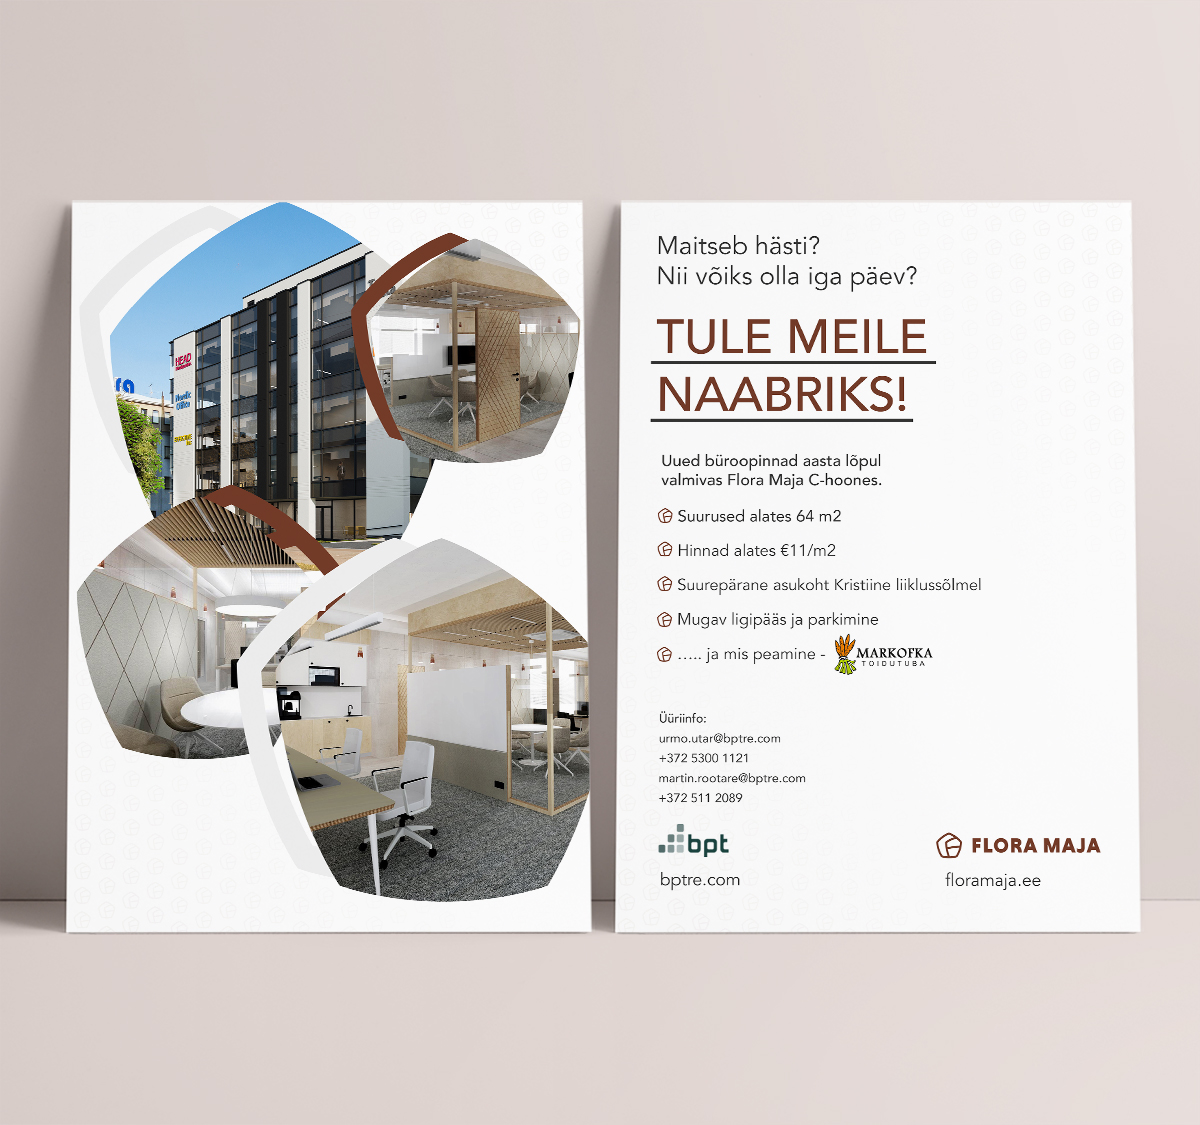 HEAD
Nordic
Office
Maitseb hästi?
Nii võiks olla iga päev?
TULE MEILE
NAABRIKS!
Uued büroopinnad aasta lõpul
valmivas Flora Maja C-hoones.
Suurused alates 64 m2
Hinnad alates €11/m2
Suurepärane asukoht Kristiine liiklussõlmel
Mugav ligipääs ja parkimine
..... ja mis peamine - MARKOFKA
TOIDUTUBA
Üüriinfo:
urmo.utar@bptre.com
+372 5300 1121
martin.rootare@bptre.com
+372 511 2089
bpt
bptre.com
FLORA MAJA
floramaja.ee